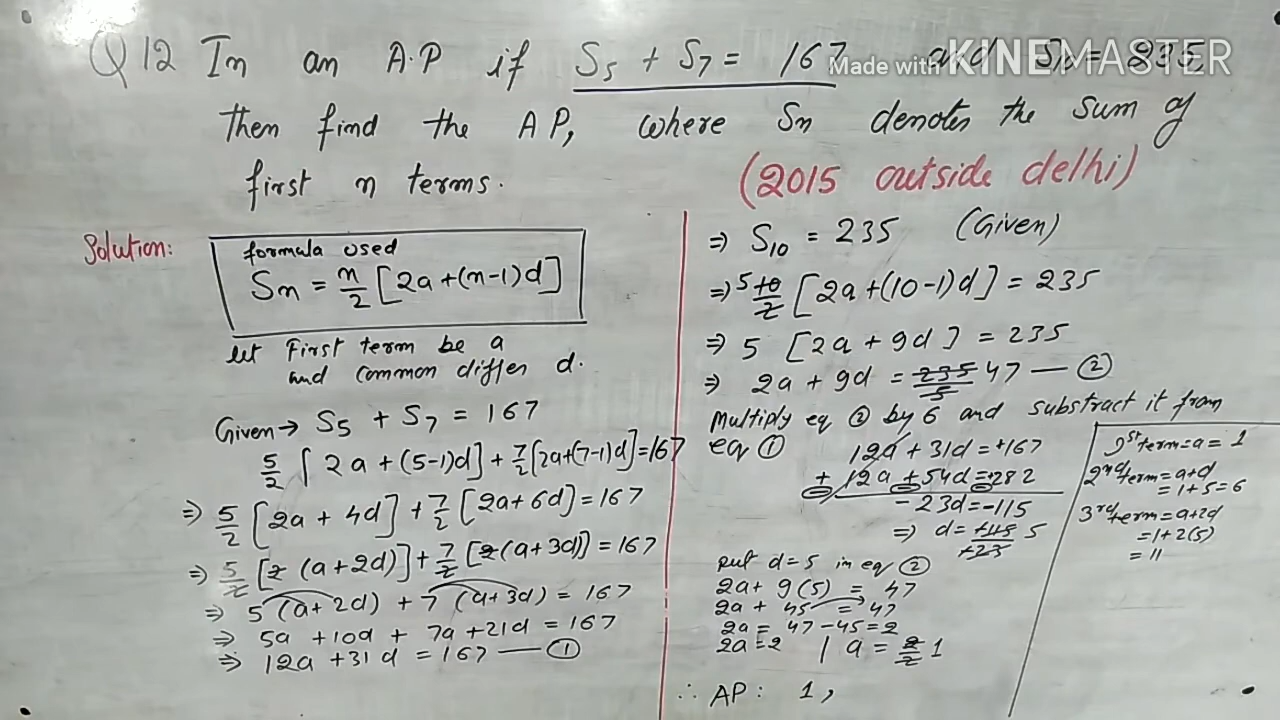 Q12 In an A.P if S₅ + S₇ = 167 and S₁₀ = 235,
Made with KINEMASTER
then find the AP, where Sn denotes the sum of
first n terms.
(2015 outside delhi)
Solution:
formula used
Sn = n/2 [2a+(n-1)d]
let First term be a
and common differ d.
Given→ S₅ + S₇ = 167
5/2 [2a+(5-1)d]+7/2[2a+(7-1)d]=167
⇒ 5/2 [2a+4d]+7/2[2a+6d]=167
⇒ 5/2 [2(a+2d)]+7/2[2(a+3d)]=167
⇒ 5(a+2d) + 7(a+3d) = 167
⇒ 5a +10d + 7a+21d = 167
⇒ 12a +31d = 167 — ①
⇒ S₁₀ = 235 (Given)
⇒ 5 10/2 [2a+(10-1)d] = 235
⇒ 5 [2a+9d] = 235
⇒ 2a+9d = 235/5 47 — ②
Multiply eq ② by 6 and substract it from
eq ① 12a + 31d = +167
+ 12a + 54d = +282
- - -
-23d = -115
⇒ d = +115/+23 5
put d=5 in eq ②
2a+ 9(5) = 47
2a + 45 = 47
2a = 47-45 = 2
2a=2 | a = 2/2 1
∴ AP: 1,
1st term = a = 1
2nd term = a+d
= 1+5=6
3rd term = a+2d
= 1+2(5)
= 11